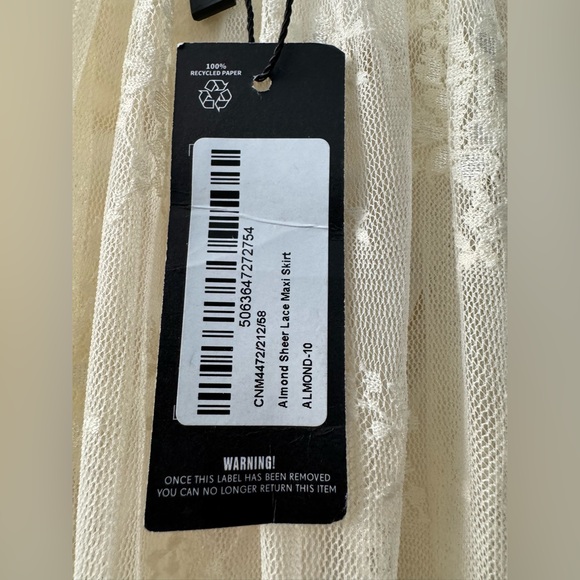 100%
RECYCLED PAPER
5063647272754
CNM4472/212/58
Almond Sheer Lace Maxi Skirt
ALMOND-10
WARNING!
ONCE THIS LABEL HAS BEEN REMOVED
YOU CAN NO LONGER RETURN THIS ITEM